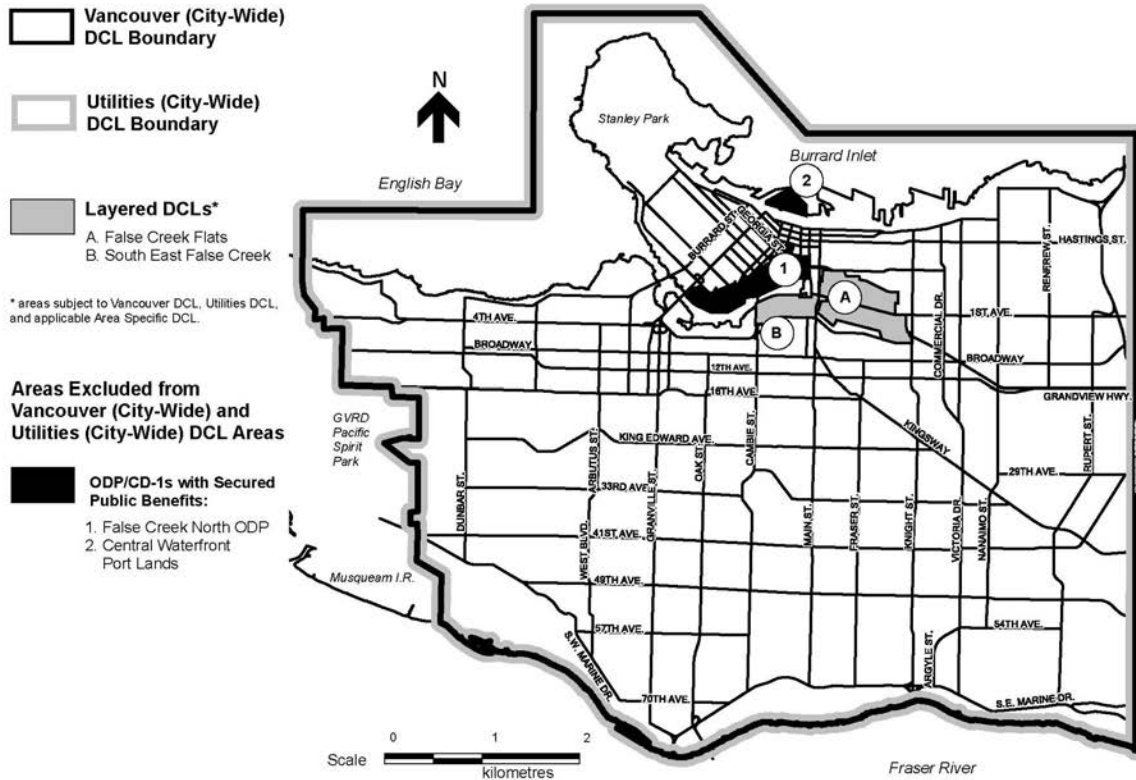 Vancouver (City-Wide)
DCL Boundary
Utilities (City-Wide)
DCL Boundary
Layered DCLs*
A. False Creek Flats
B. South East False Creek
* areas subject to Vancouver DCL, Utilities DCL,
and applicable Area Specific DCL.
Areas Excluded from
Vancouver (City-Wide) and
Utilities (City-Wide) DCL Areas
ODP/CD-1s with Secured
Public Benefits:
1. False Creek North ODP
2. Central Waterfront
Port Lands
N
Stanley Park
English Bay
Burrard Inlet
2
BURRARD ST.
GEORGIA ST.
HASTINGS ST.
RENFREW ST.
1
A
B
4TH AVE.
1ST AVE.
COMMERCIAL DR.
BROADWAY
BROADWAY
12TH AVE.
16TH AVE.
GRANDVIEW HWY.
GVRD
Pacific
Spirit
Park
KING EDWARD AVE.
KINGSWAY
CAMBIE ST.
OAK ST.
ARBUTUS ST.
RUPERT ST.
29TH AVE.
33RD AVE.
DUNBAR ST.
GRANVILLE ST.
MAIN ST.
FRASER ST.
KNIGHT ST.
VICTORIA DR.
NANAIMO ST.
41ST AVE.
WEST BLVD.
Musqueam I.R.
49TH AVE.
57TH AVE.
54TH AVE.
S.W. MARINE DR.
ARGYLE ST.
70TH AVE.
S.E. MARINE DR.
Scale
0
1
2
kilometres
Fraser River